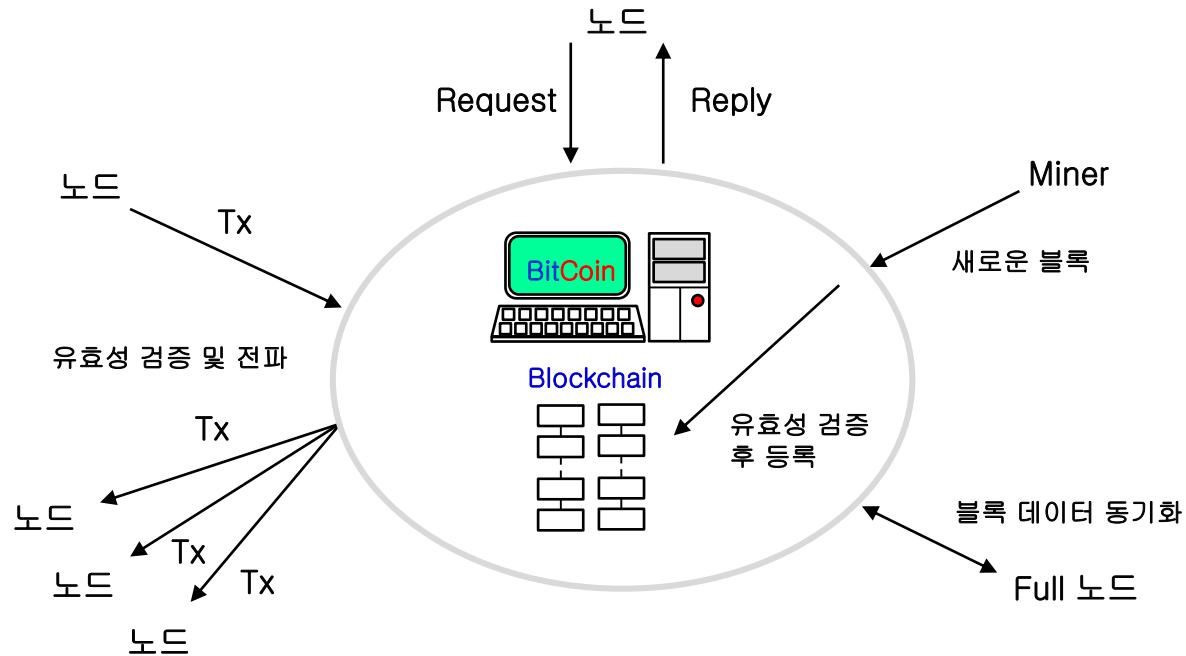 노드
Request
Reply
노드
Tx
Miner
새로운 블록
BitCoin
유효성 검증 및 전파
Blockchain
유효성 검증
후 등록
Tx
노드
Tx
노드
Tx
노드
블록 데이터 동기화
Full 노드